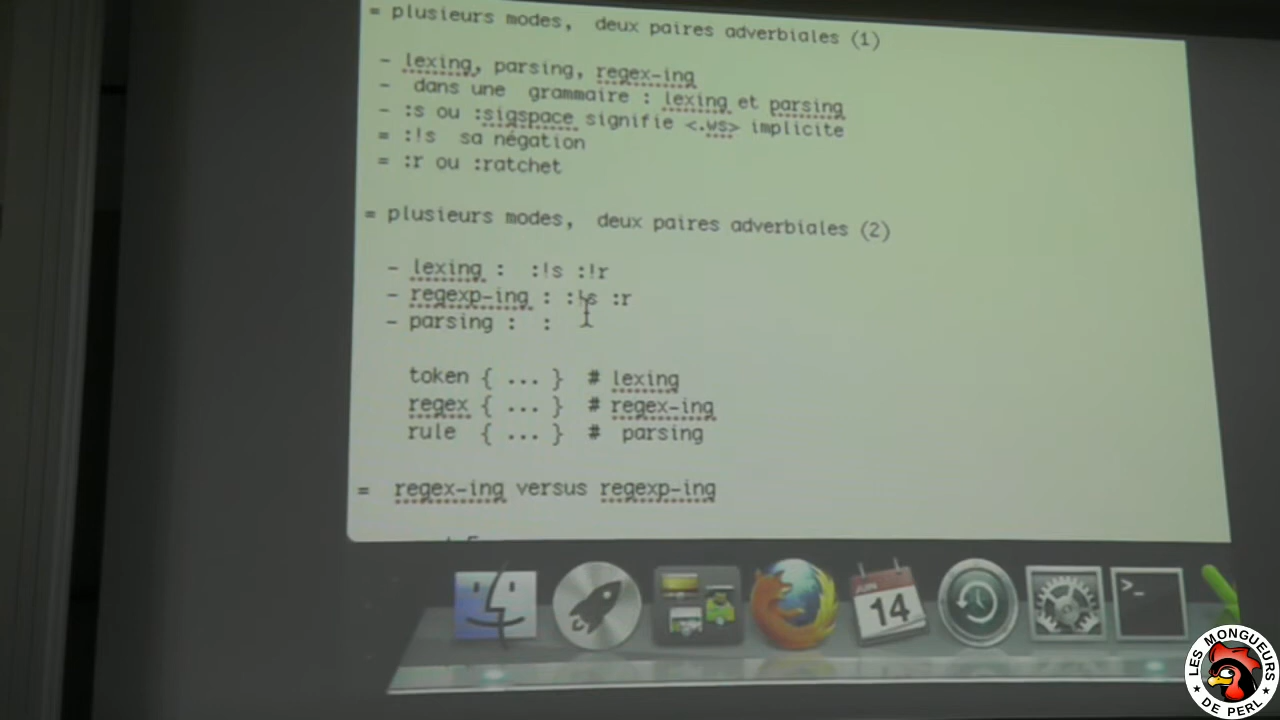 = plusieurs modes, deux paires adverbiales (1)
- lexing, parsing, regex-ing
- dans une grammaire : lexing et parsing
- :s ou :sigspace signifie <.ws> implicite
= :!s sa négation
= :r ou :ratchet
= plusieurs modes, deux paires adverbiales (2)
- lexing : :!s :!r
- regexp-ing : :!s :r
- parsing : :
token { ... } # lexing
regex { ... } # regex-ing
rule { ... } # parsing
= regex-ing versus regexp-ing
JUN
14
>_
LES MONGUEURS
DE PERL